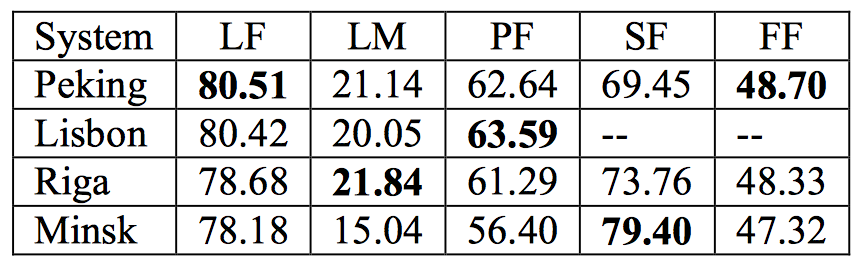 System LF LM PF SF FF
Peking 80.51 21.14 62.64 69.45 48.70
Lisbon 80.42 20.05 63.59 -- --
Riga 78.68 21.84 61.29 73.76 48.33
Minsk 78.18 15.04 56.40 79.40 47.32